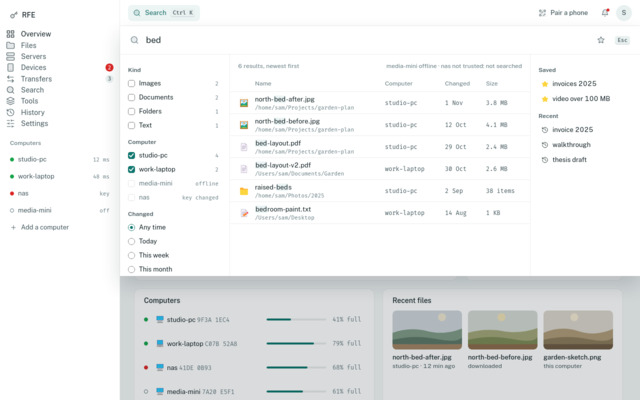 RFE
Search Ctrl K
Pair a phone
S
Overview
Files
Servers
Devices 2
Transfers 3
Search
Tools
History
Settings
Computers
studio-pc 12 ms
work-laptop 48 ms
nas key
media-mini off
Add a computer
bed
Esc
Kind
Images 2
Documents 2
Folders 1
Text 1
Computer
studio-pc 4
work-laptop 2
media-mini offline
nas key changed
Changed
Any time
Today
This week
This month
6 results, newest first
media-mini offline · nas not trusted: not searched
Name Computer Changed Size
north-bed-after.jpg studio-pc 1 Nov 3.8 MB
/home/sam/Projects/garden-plan
north-bed-before.jpg studio-pc 12 Oct 4.1 MB
/home/sam/Projects/garden-plan
bed-layout.pdf studio-pc 29 Oct 2.4 MB
/home/sam/Projects/garden-plan
bed-layout-v2.pdf work-laptop 30 Oct 2.6 MB
/Users/sam/Documents/Garden
raised-beds studio-pc 2 Sep 38 items
/home/sam/Photos/2025
bedroom-paint.txt work-laptop 14 Aug 1 KB
/Users/sam/Desktop
Saved
invoices 2025
video over 100 MB
Recent
invoice 2025
walkthrough
thesis draft
Computers
studio-pc 9F3A 1EC4 41% full
work-laptop C07B 52A8 79% full
nas 41DE 0B93 68% full
media-mini 7A20 E5F1 61% full
Recent files
north-bed-after.jpg
studio-pc · 12 min ago
north-bed-before.jpg
downloaded
garden-sketch.png
this computer